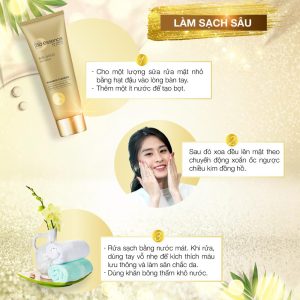 LÀM SẠCH SÂU
bio essence
- Cho một lượng sữa rửa mặt nhỏ
bằng hạt đậu vào lòng bàn tay.
- Thêm một ít nước để tạo bọt.
Sau đó xoa đều lên mặt theo
chuyển động xoắn ốc ngược
chiều kim đồng hồ.
- Rửa sạch bằng nước mát. Khi rửa,
dùng tay vỗ nhẹ để kích thích máu
lưu thông và làm săn chắc da.
- Dùng khăn bông thấm khô nước.